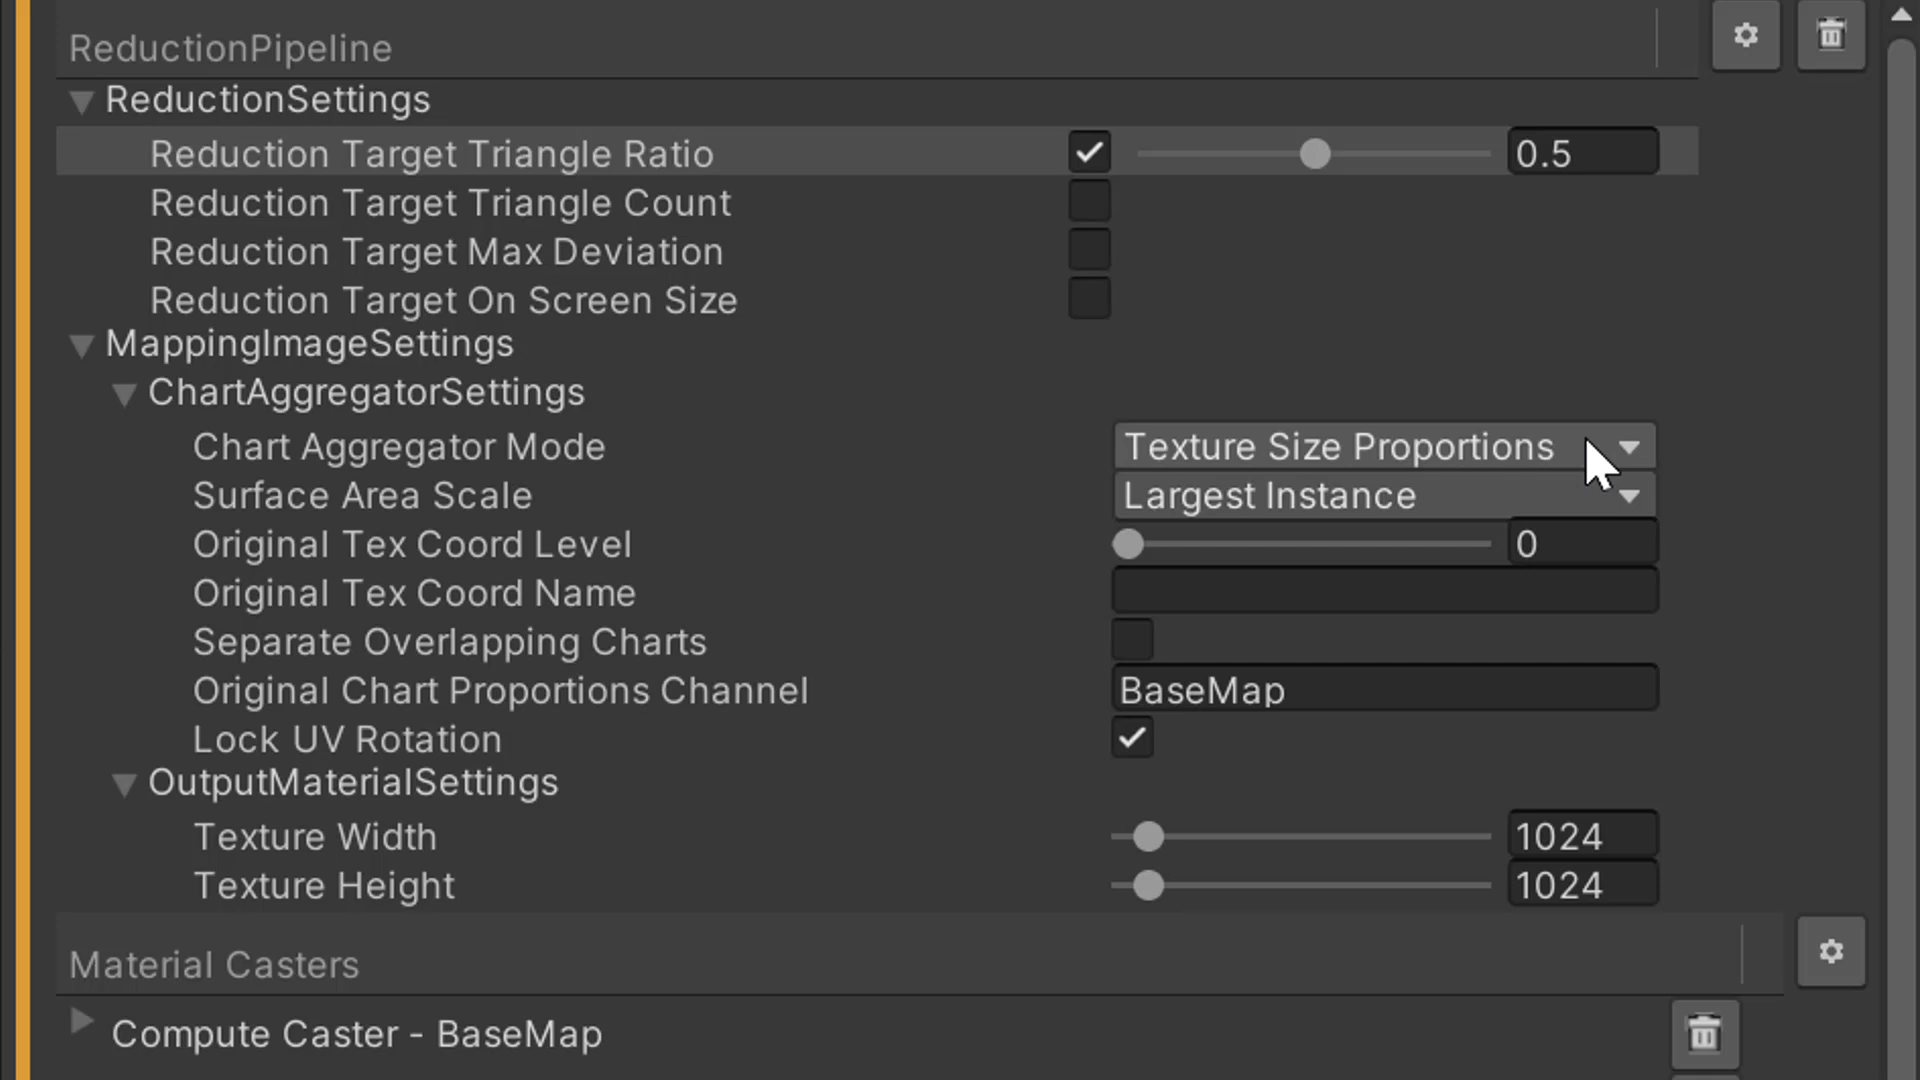 ReductionPipeline
ReductionSettings
Reduction Target Triangle Ratio 0.5
Reduction Target Triangle Count
Reduction Target Max Deviation
Reduction Target On Screen Size
MappingImageSettings
ChartAggregatorSettings
Chart Aggregator Mode Texture Size Proportions
Surface Area Scale Largest Instance
Original Tex Coord Level 0
Original Tex Coord Name
Separate Overlapping Charts
Original Chart Proportions Channel BaseMap
Lock UV Rotation
OutputMaterialSettings
Texture Width 1024
Texture Height 1024
Material Casters
Compute Caster - BaseMap